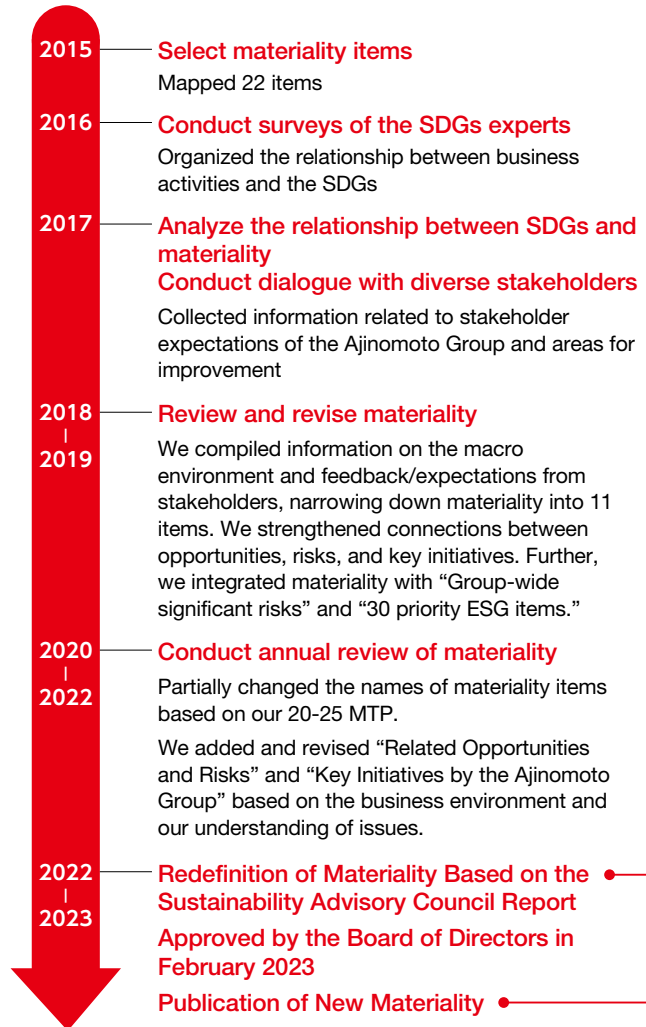 2015
Select materiality items
Mapped 22 items
2016
Conduct surveys of the SDGs experts
Organized the relationship between business
activities and the SDGs
2017
Analyze the relationship between SDGs and
materiality
Conduct dialogue with diverse stakeholders
Collected information related to stakeholder
expectations of the Ajinomoto Group and areas for
improvement
2018
|
2019
Review and revise materiality
We compiled information on the macro
environment and feedback/expectations from
stakeholders, narrowing down materiality into 11
items. We strengthened connections between
opportunities, risks, and key initiatives. Further,
we integrated materiality with “Group-wide
significant risks” and “30 priority ESG items.”
2020
|
2022
Conduct annual review of materiality
Partially changed the names of materiality items
based on our 20-25 MTP.
We added and revised “Related Opportunities
and Risks” and “Key Initiatives by the Ajinomoto
Group” based on the business environment and
our understanding of issues.
2022
|
2023
Redefinition of Materiality Based on the
Sustainability Advisory Council Report
Approved by the Board of Directors in
February 2023
Publication of New Materiality